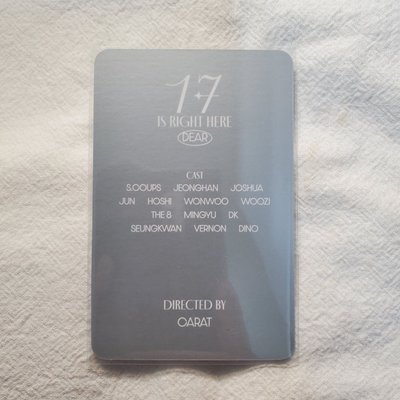 17
IS RIGHT HERE
DEAR
CAST
S.COUPS JEONGHAN JOSHUA
JUN HOSHI WONWOO WOOZI
THE 8 MINGYU DK
SEUNGKWAN VERNON DINO
DIRECTED BY
CARAT